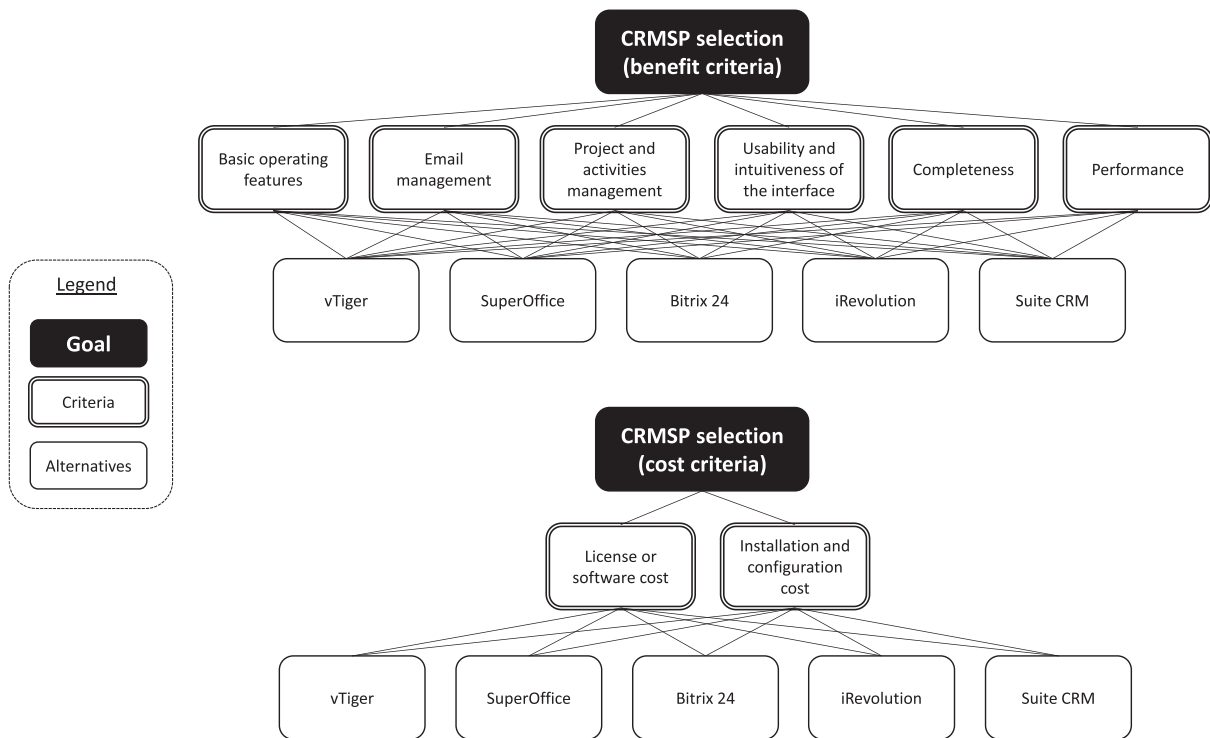 CRMSP selection
(benefit criteria)
Basic operating
features
Email
management
Project and
activities
management
Usability and
intuitiveness of
the interface
Completeness
Performance
vTiger
SuperOffice
Bitrix 24
iRevolution
Suite CRM
Legend
Goal
Criteria
Alternatives
CRMSP selection
(cost criteria)
License or
software cost
Installation and
configuration
cost
vTiger
SuperOffice
Bitrix 24
iRevolution
Suite CRM